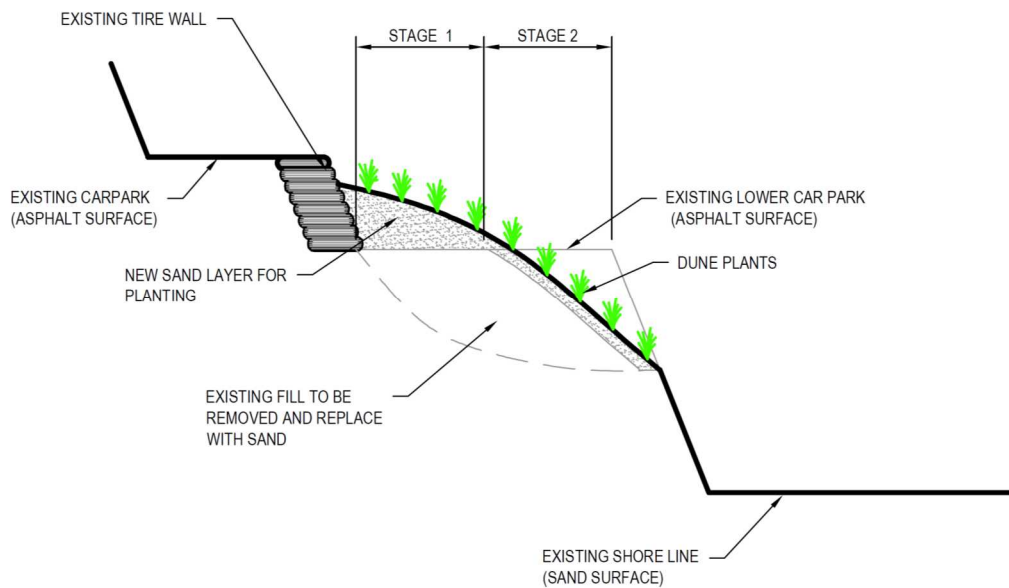 EXISTING TIRE WALL
STAGE 1
STAGE 2
EXISTING CARPARK
(ASPHALT SURFACE)
EXISTING LOWER CAR PARK
(ASPHALT SURFACE)
NEW SAND LAYER FOR
PLANTING
DUNE PLANTS
EXISTING FILL TO BE
REMOVED AND REPLACE
WITH SAND
EXISTING SHORE LINE
(SAND SURFACE)